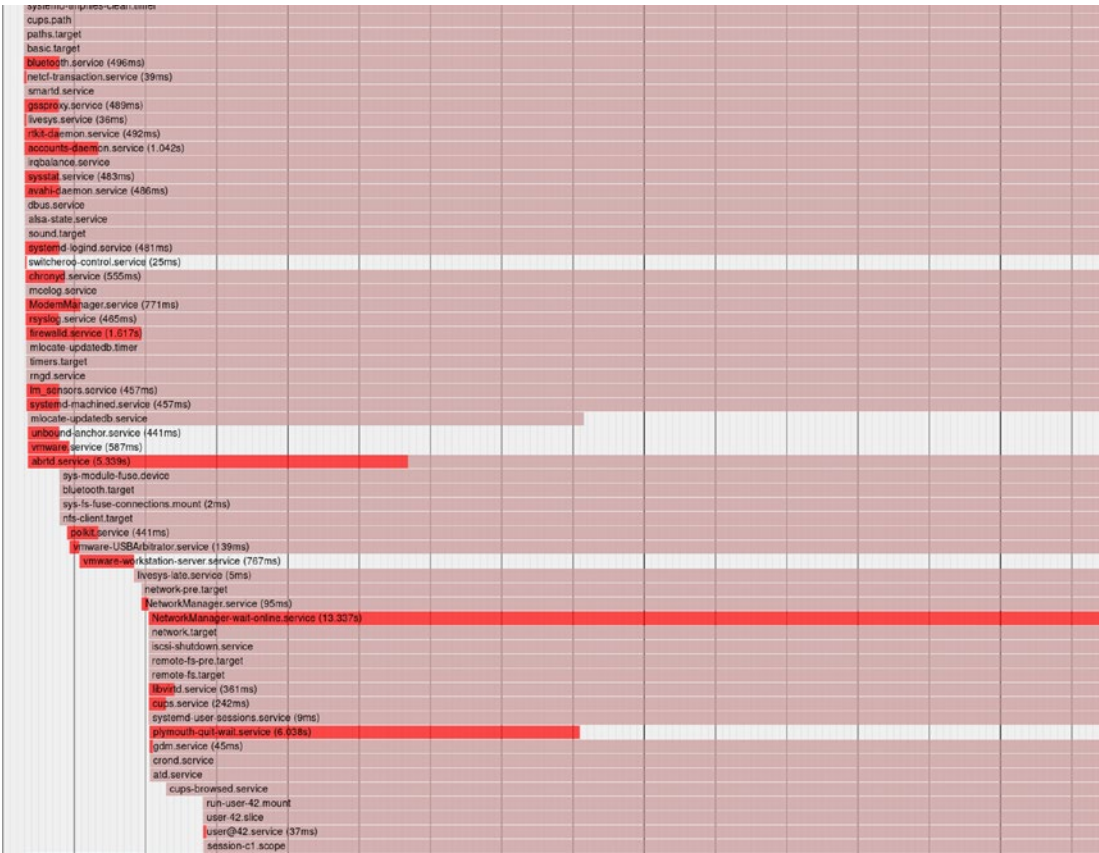 systemd-tmpfiles-clean.timer
cups.path
paths.target
basic.target
bluetooth.service (496ms)
netcf-transaction.service (39ms)
smartd.service
gssproxy.service (489ms)
livesys.service (36ms)
rtkit-daemon.service (492ms)
accounts-daemon.service (1.042s)
irqbalance.service
sysstat.service (483ms)
avahi-daemon.service (486ms)
dbus.service
alsa-state.service
sound.target
systemd-logind.service (481ms)
switcheroo-control.service (25ms)
chronyd.service (555ms)
mcelog.service
ModemManager.service (771ms)
rsyslog.service (465ms)
firewalld.service (1.617s)
mlocate-updatedb.timer
timers.target
rngd.service
lm_sensors.service (457ms)
systemd-machined.service (457ms)
mlocate-updatedb.service
unbound-anchor.service (441ms)
vmware.service (587ms)
abrtd.service (5.339s)
sys-module-fuse.device
bluetooth.target
sys-fs-fuse-connections.mount (2ms)
nfs-client.target
polkit.service (441ms)
vmware-USBArbitrator.service (139ms)
vmware-workstation-server.service (767ms)
livesys-late.service (5ms)
network-pre.target
NetworkManager.service (95ms)
NetworkManager-wait-online.service (13.337s)
network.target
iscsi-shutdown.service
remote-fs-pre.target
remote-fs.target
libvirtd.service (361ms)
cups.service (242ms)
systemd-user-sessions.service (9ms)
plymouth-quit-wait.service (6.038s)
gdm.service (45ms)
crond.service
atd.service
cups-browsed.service
run-user-42.mount
user-42.slice
user@42.service (37ms)
session-c1.scope